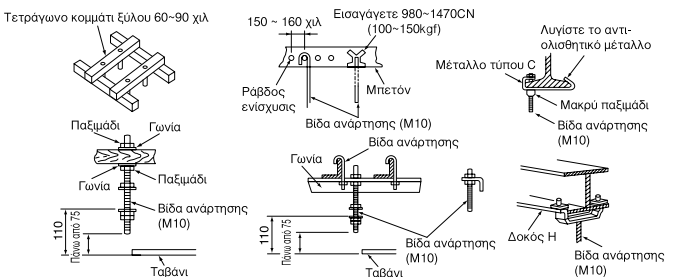 Τετράγωνο κομμάτι ξύλου 60~90 χιλ
150 ~ 160 χιλ
Εισαγάγετε 980~1470CN
(100~150kgf)
Ράβδος
ενίσχυσις
Μπετόν
Βίδα ανάρτησης (M10)
Λυγίστε το αντι-
ολισθητικό μέταλλο
Μέταλλο τύπου C
Μακρύ παξιμάδι
Βίδα ανάρτησης
(M10)
Παξιμάδι
Γωνία
Γωνία
Παξιμάδι
Βίδα ανάρτησης
(M10)
110
Πάνω από 75
Ταβάνι
Βίδα ανάρτησης
Γωνία
110
Πάνω από 75
Βίδα ανάρτησης
(M10)
Ταβάνι
Δοκός H
Βίδα ανάρτησης
(M10)